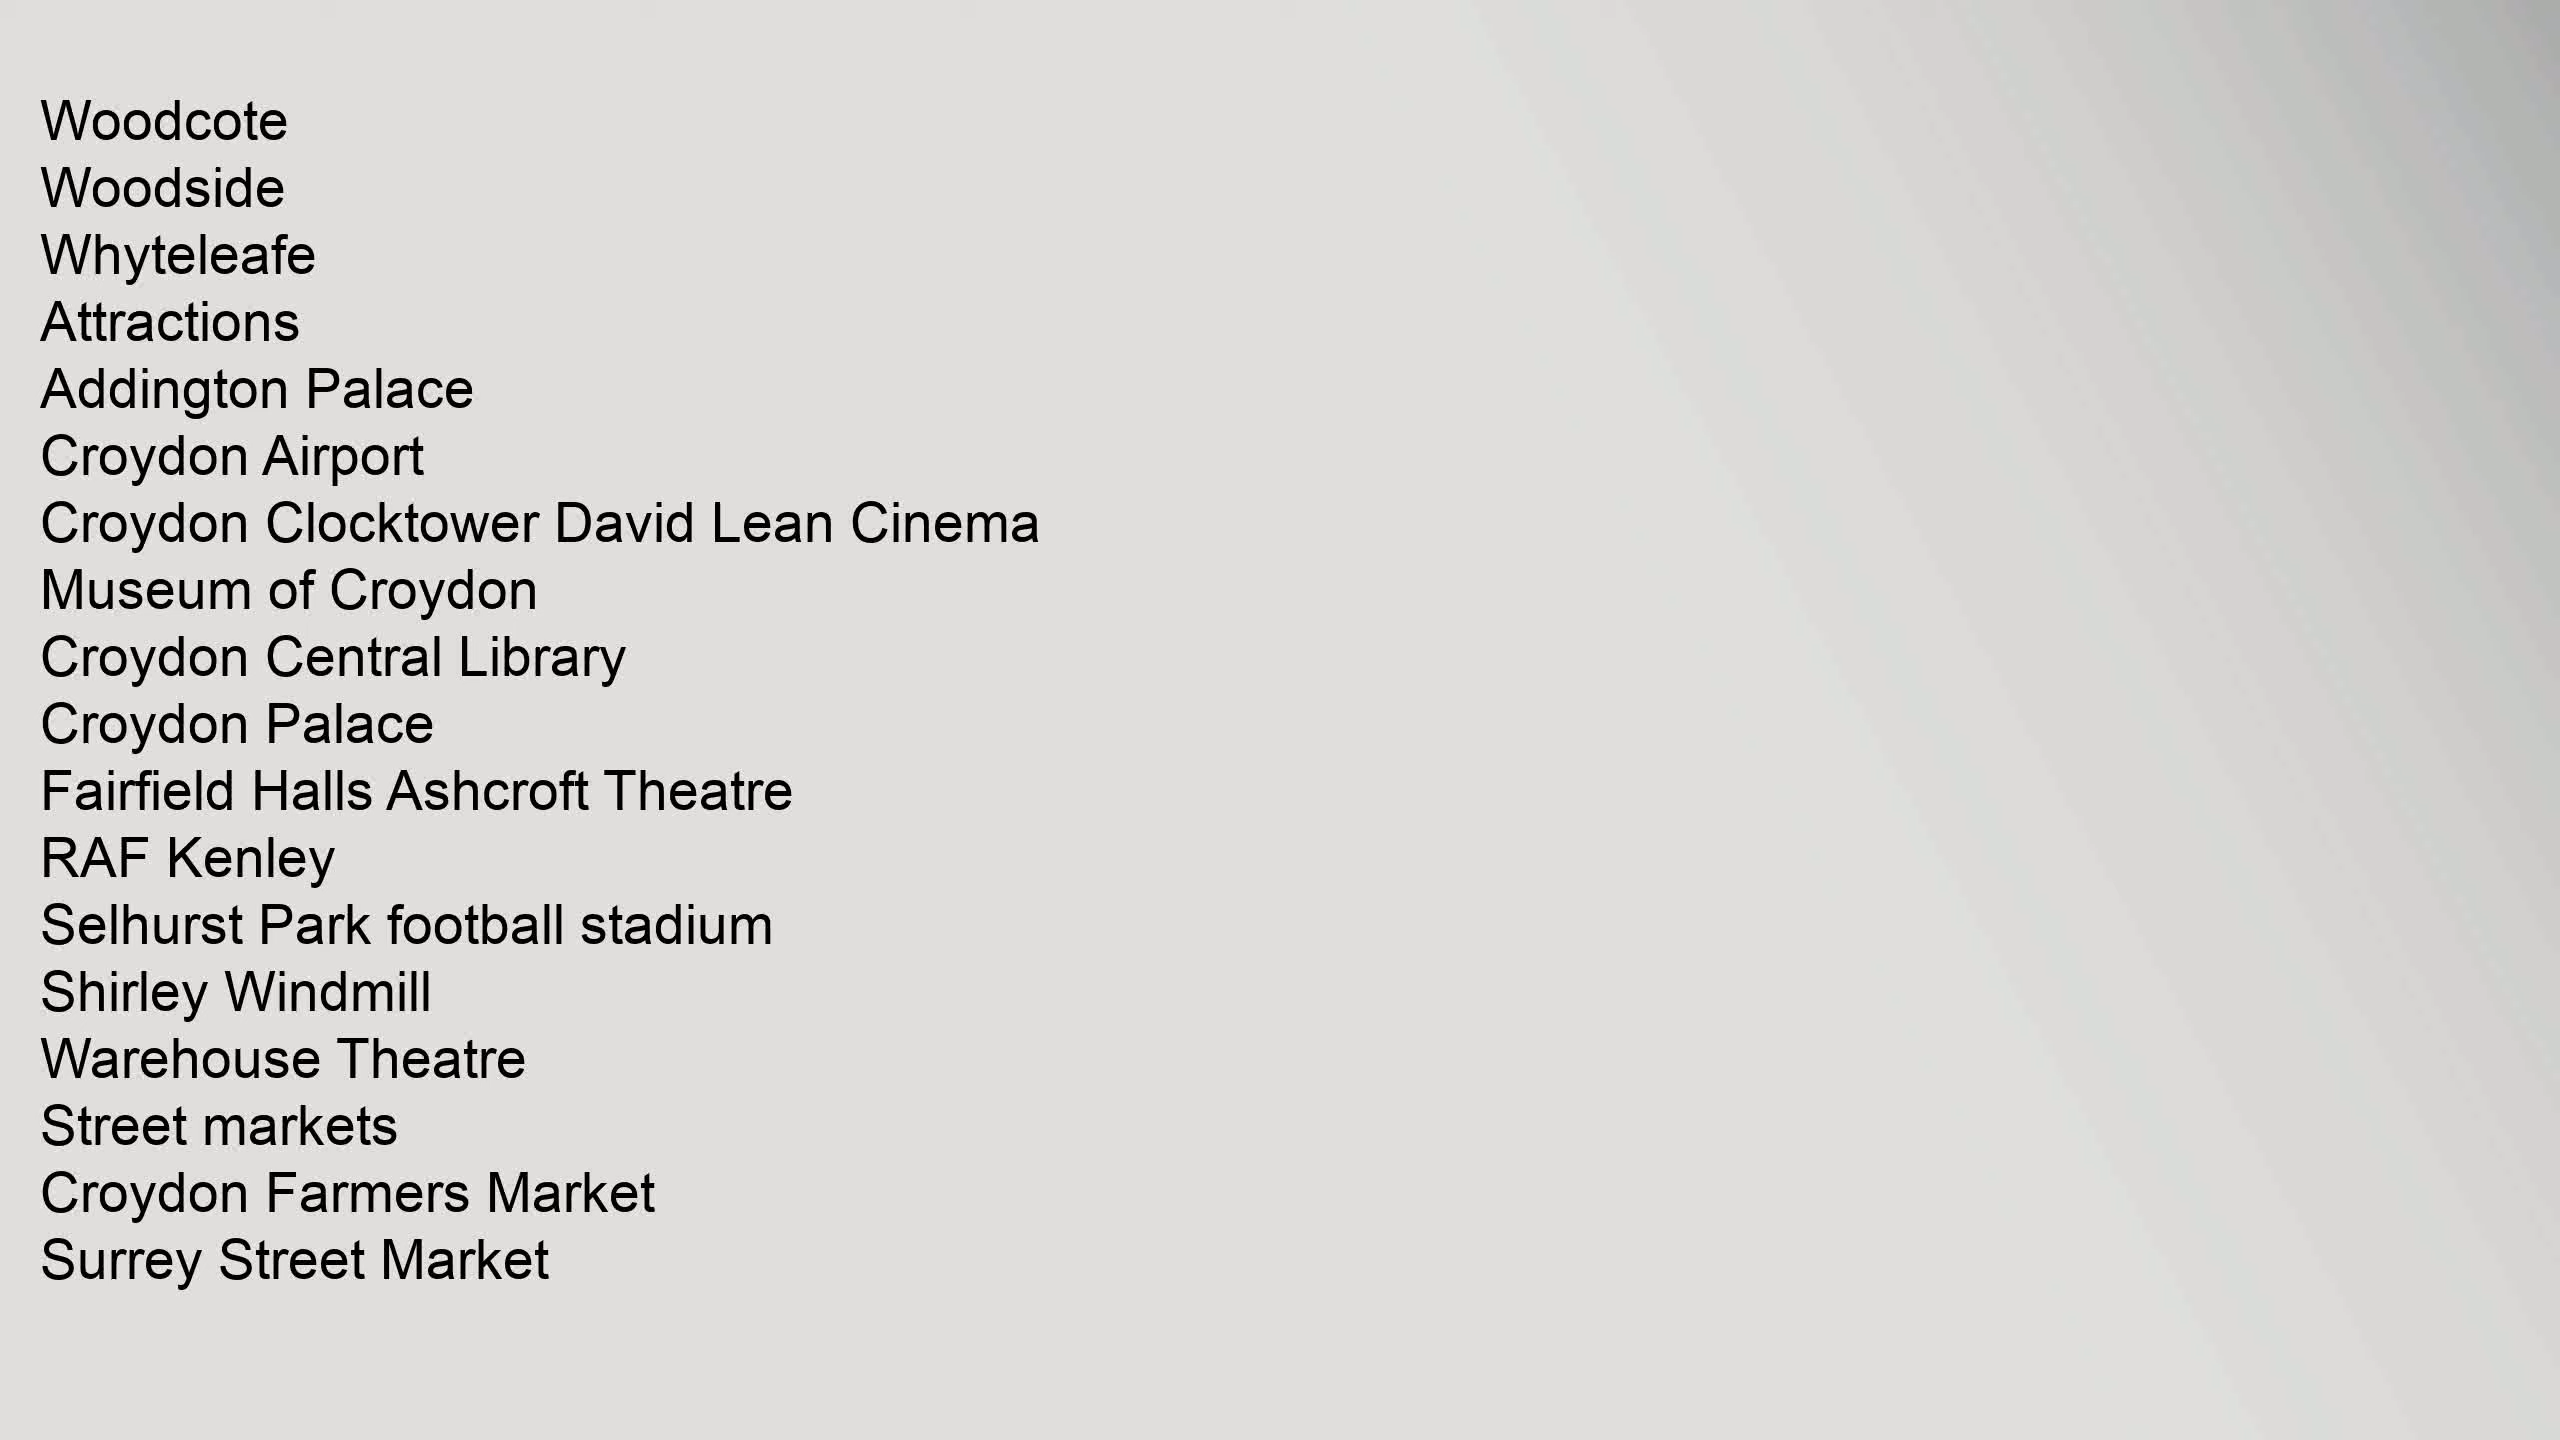 Woodcote
Woodside
Whyteleafe
Attractions
Addington Palace
Croydon Airport
Croydon Clocktower David Lean Cinema
Museum of Croydon
Croydon Central Library
Croydon Palace
Fairfield Halls Ashcroft Theatre
RAF Kenley
Selhurst Park football stadium
Shirley Windmill
Warehouse Theatre
Street markets
Croydon Farmers Market
Surrey Street Market